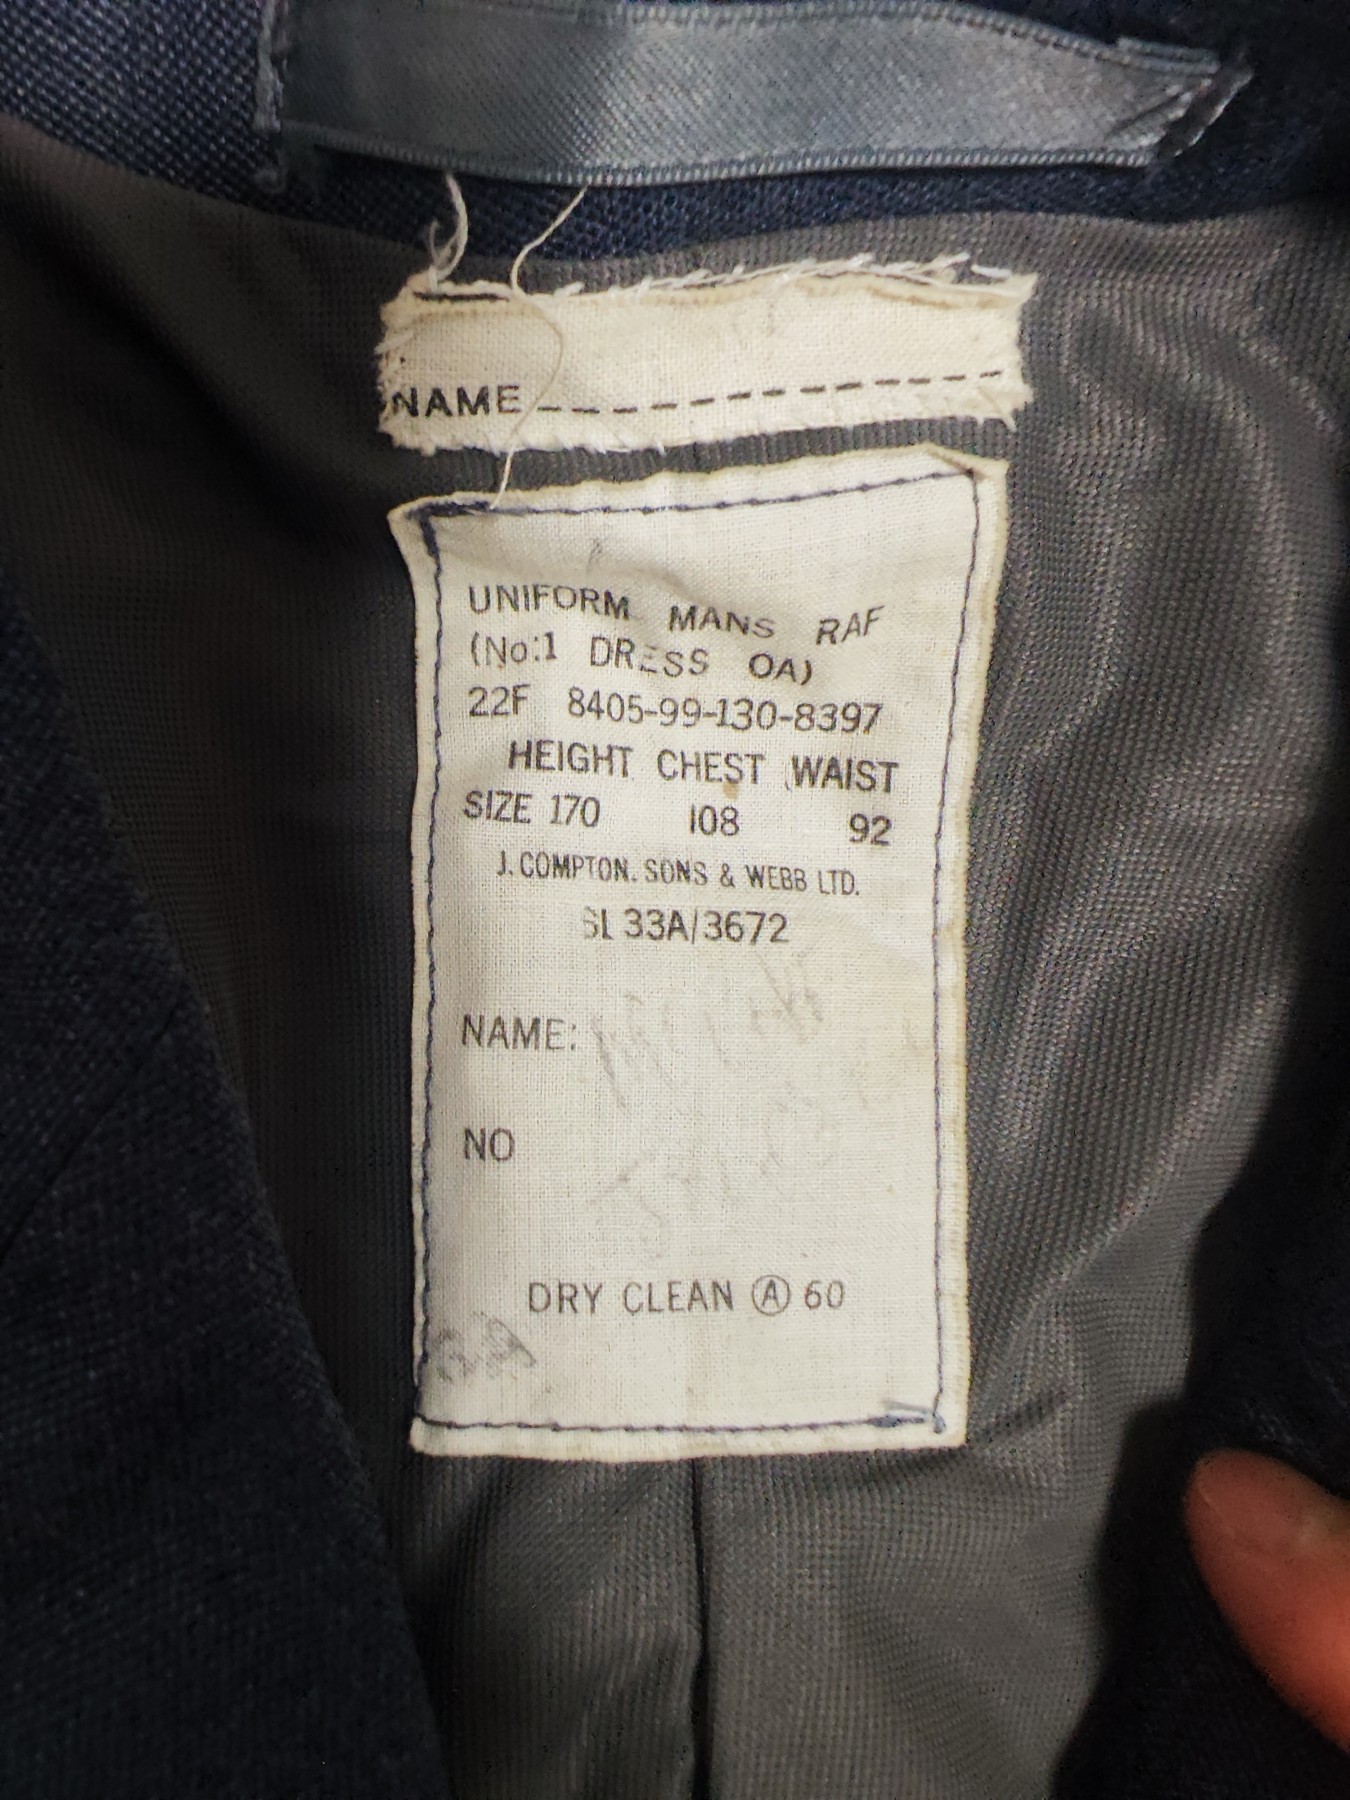 NAME
UNIFORM MANS RAF
(No:1 DRESS OA)
22F 8405-99-130-8397
HEIGHT CHEST WAIST
SIZE 170 108 92
J. COMPTON. SONS & WEBB LTD.
SL 33A/3672
NAME:
NO
DRY CLEAN Ⓐ 60